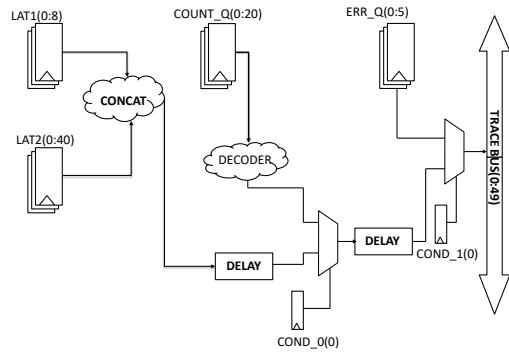 LAT1(0:8)
COUNT_Q(0:20)
ERR_Q(0:5)
CONCAT
LAT2(0:40)
DECODER
TRACE BUS(0:49)
DELAY
DELAY
COND_1(0)
COND_0(0)